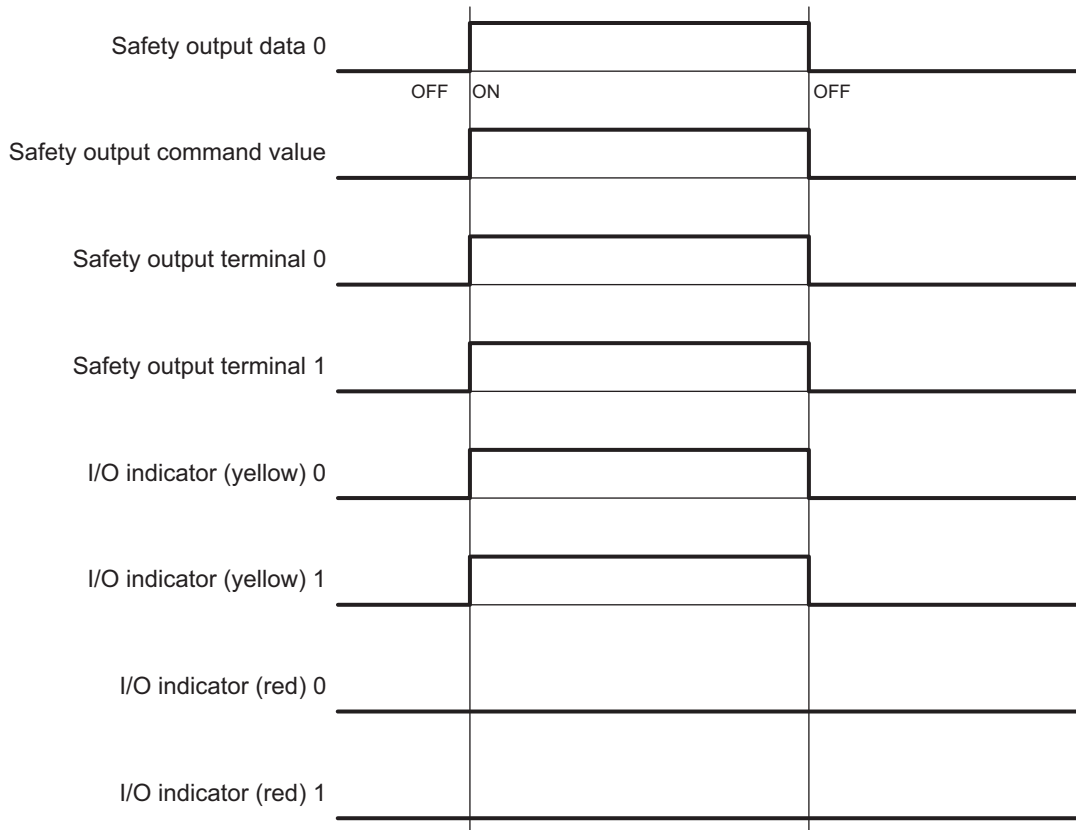 Safety output data 0
OFF ON OFF
Safety output command value
Safety output terminal 0
Safety output terminal 1
I/O indicator (yellow) 0
I/O indicator (yellow) 1
I/O indicator (red) 0
I/O indicator (red) 1